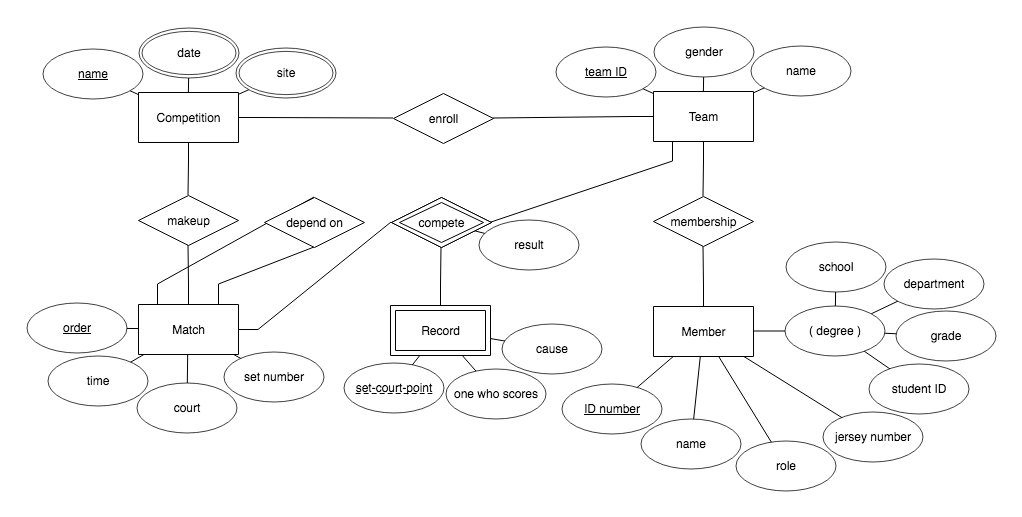 date
name
site
Competition
enroll
team ID
gender
name
Team
makeup
depend on
compete
result
membership
school
department
( degree )
grade
student ID
order
Match
time
court
set number
Record
cause
set-court-point
one who scores
Member
ID number
name
role
jersey number